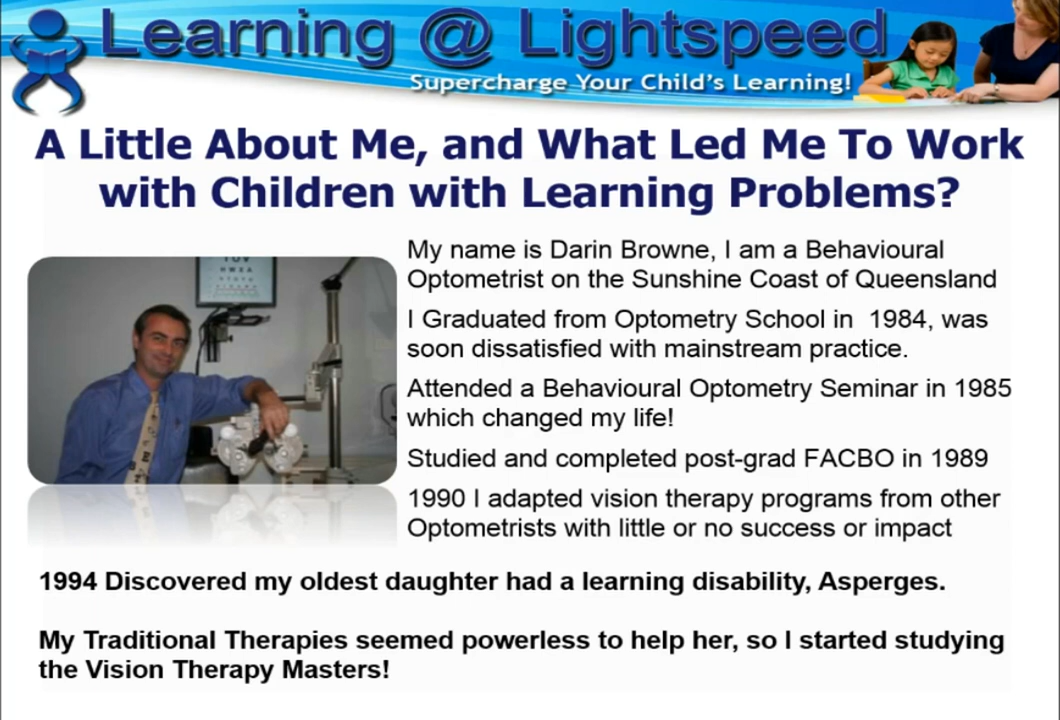 Learning @ Lightspeed
Supercharge Your Child's Learning!
A Little About Me, and What Led Me To Work
with Children with Learning Problems?
My name is Darin Browne, I am a Behavioural
Optometrist on the Sunshine Coast of Queensland
I Graduated from Optometry School in  1984, was
soon dissatisfied with mainstream practice.
Attended a Behavioural Optometry Seminar in 1985
which changed my life!
Studied and completed post-grad FACBO in 1989
1990 I adapted vision therapy programs from other
Optometrists with little or no success or impact
1994 Discovered my oldest daughter had a learning disability, Asperges.
My Traditional Therapies seemed powerless to help her, so I started studying
the Vision Therapy Masters!